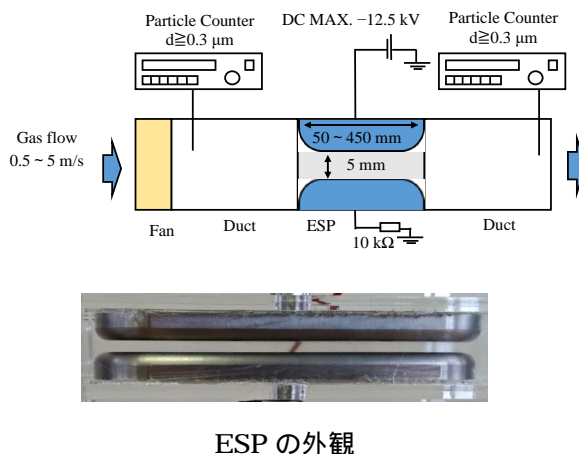 Particle Counter
d≧0.3 μm
DC MAX. −12.5 kV
Particle Counter
d≧0.3 μm
Gas flow
0.5 ~ 5 m/s
50 ~ 450 mm
5 mm
Fan
Duct
ESP
10 kΩ
Duct
ESP の外観